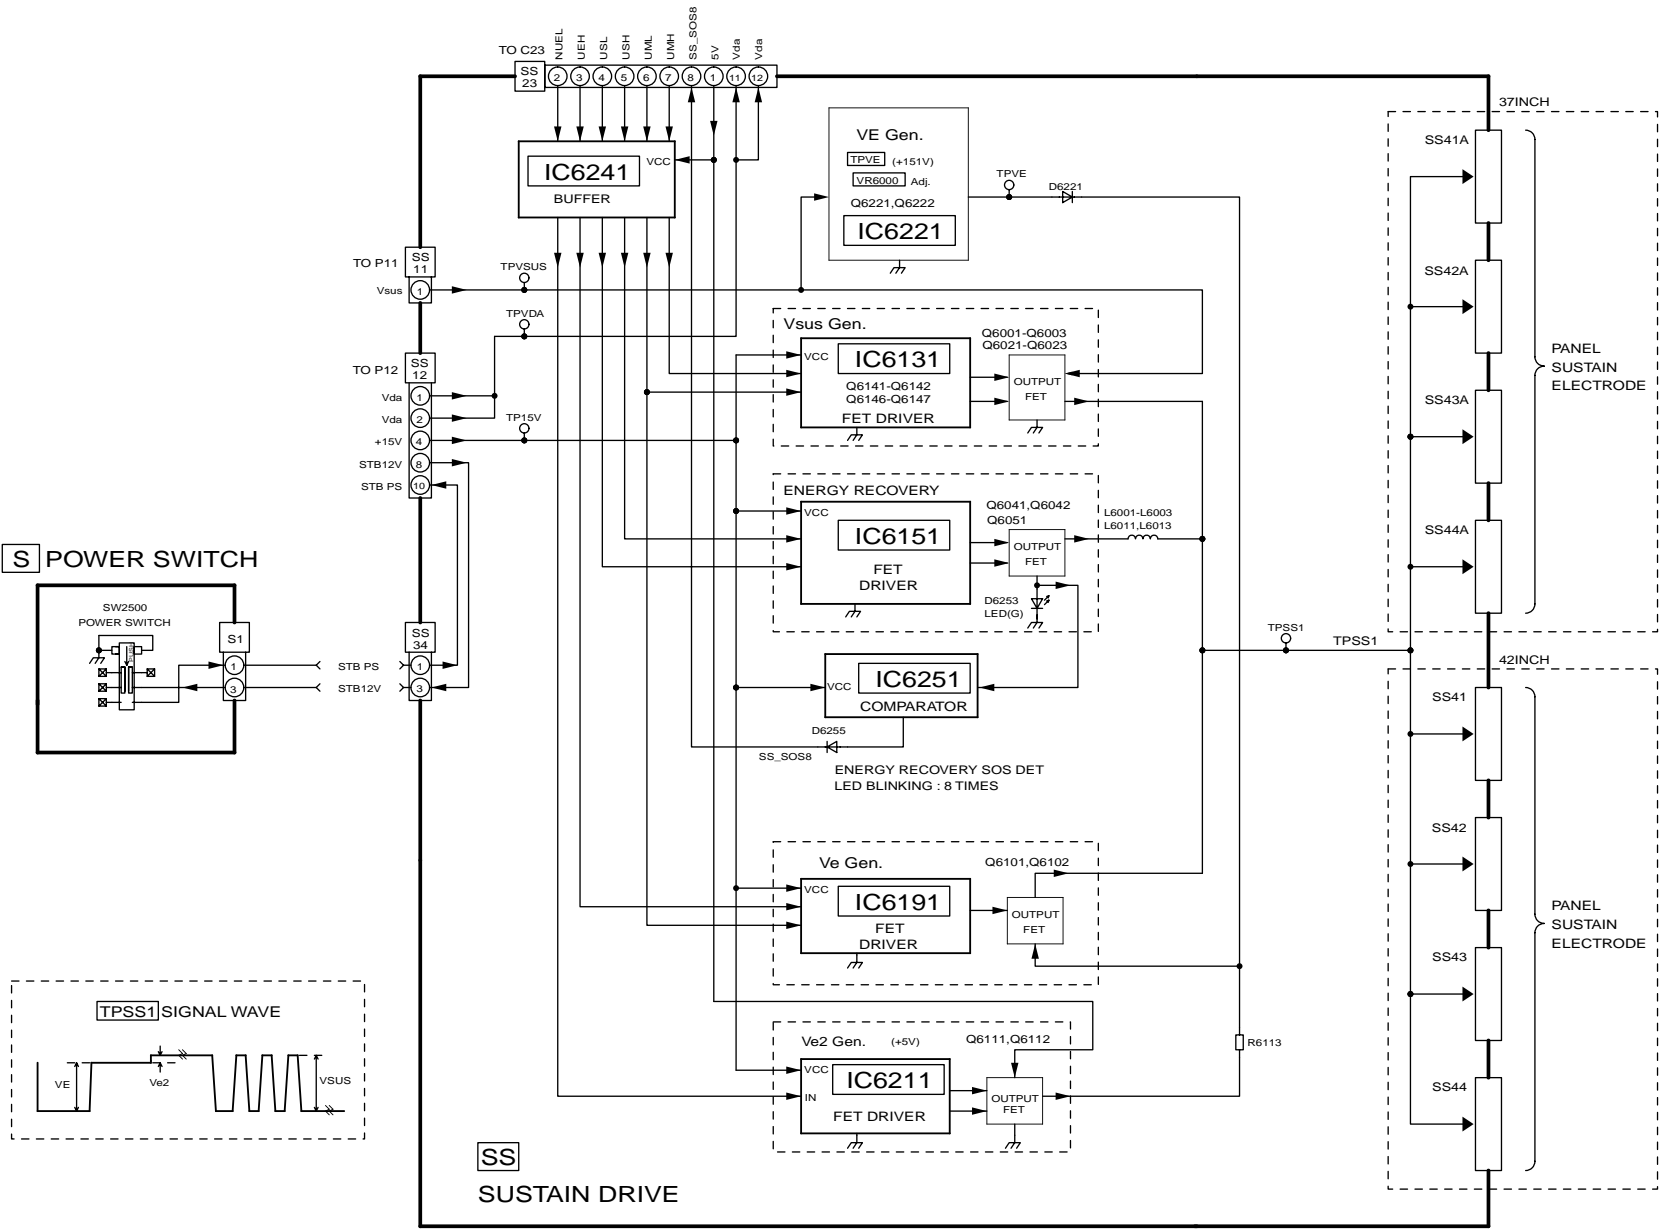 TO C23
SS
23
NUEL
UEH
USL
USH
UML
UMH
SS_SOS8
5V
Vda
Vda
2
3
4
5
6
7
8
1
11
12
IC6241
VCC
BUFFER
VE Gen.
TPVE (+151V)
VR6000 Adj.
Q6221,Q6222
IC6221
TPVE
D6221
TO P11
SS
11
Vsus
1
TPVSUS
TPVDA
TO P12
SS
12
Vda
1
Vda
2
+15V
4
STB12V
8
STB PS
10
TP15V
Vsus Gen.
VCC
IC6131
Q6141-Q6142
Q6146-Q6147
FET DRIVER
Q6001-Q6003
Q6021-Q6023
OUTPUT
FET
ENERGY RECOVERY
VCC
IC6151
FET
DRIVER
Q6041,Q6042
Q6051
OUTPUT
FET
D6253
LED(G)
L6001-L6003
L6011,L6013
VCC
IC6251
COMPARATOR
D6255
SS_SOS8
ENERGY RECOVERY SOS DET
LED BLINKING : 8 TIMES
Ve Gen.
VCC
IC6191
FET
DRIVER
Q6101,Q6102
OUTPUT
FET
Ve2 Gen. (+5V)
VCC
IC6211
IN
FET DRIVER
Q6111,Q6112
OUTPUT
FET
R6113
TPSS1
TPSS1
37INCH
SS41A
SS42A
SS43A
SS44A
PANEL
SUSTAIN
ELECTRODE
42INCH
SS41
SS42
SS43
SS44
PANEL
SUSTAIN
ELECTRODE
S POWER SWITCH
SW2500
POWER SWITCH
S1
1
3
STB PS
STB12V
SS
34
1
3
TPSS1 SIGNAL WAVE
VE
Ve2
VSUS
SS
SUSTAIN DRIVE